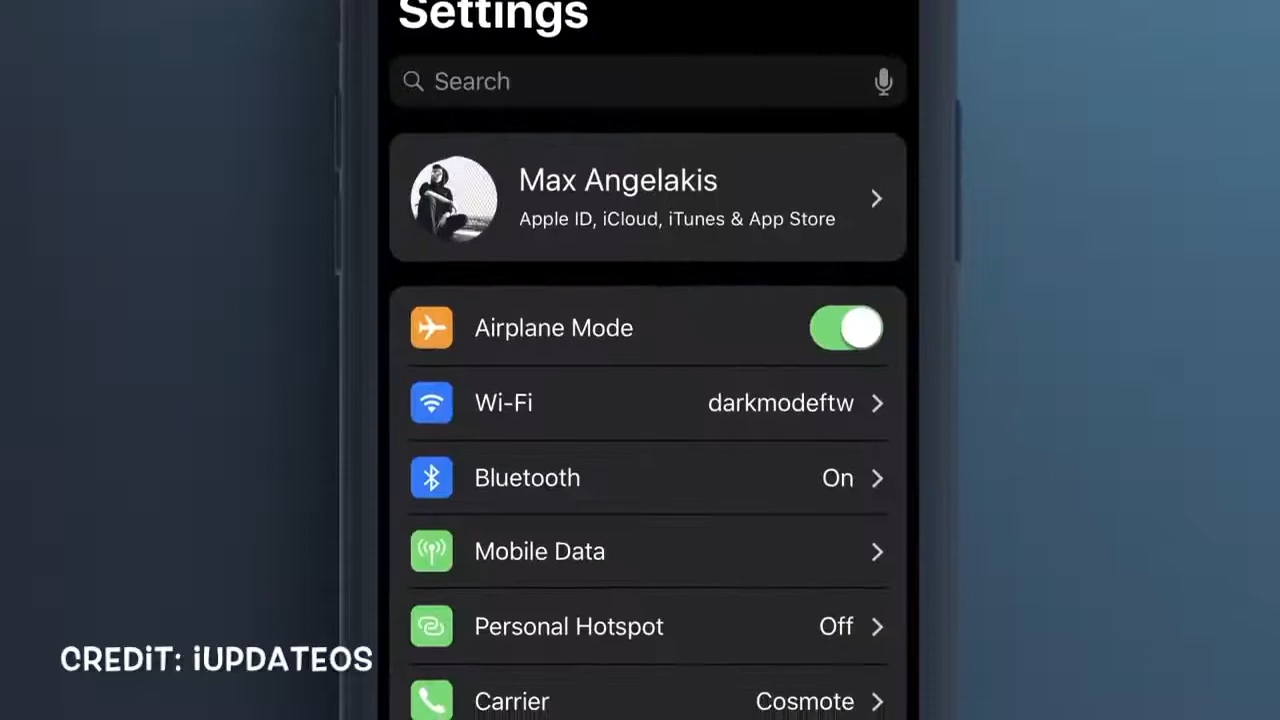 Settings
Search
Max Angelakis
Apple ID, iCloud, iTunes & App Store
Airplane Mode
Wi-Fi darkmodeftw
Bluetooth On
Mobile Data
Personal Hotspot Off
Carrier Cosmote
CREDiT: iUPDATEOS